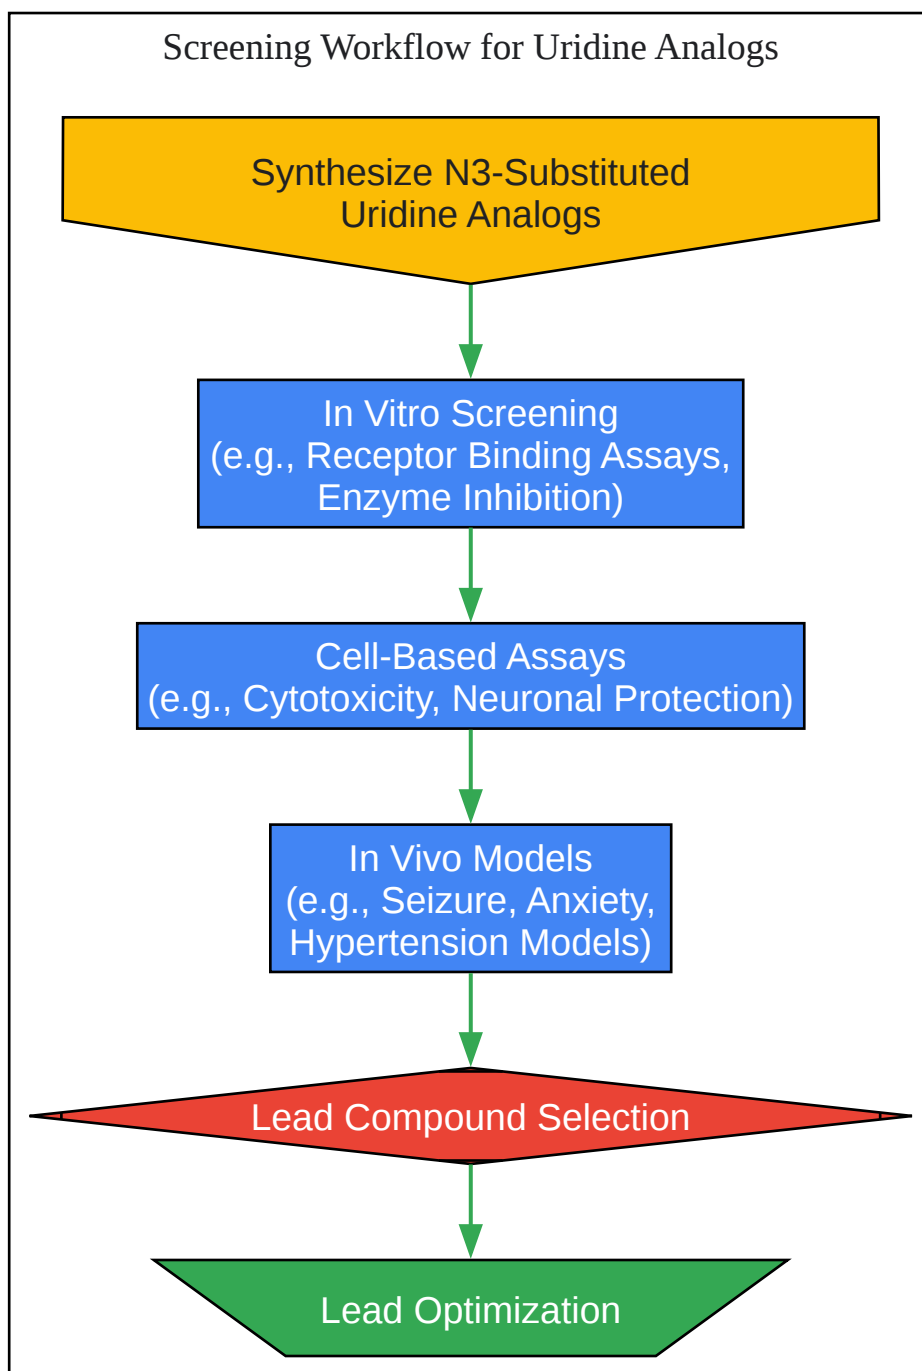 Screening Workflow for Uridine Analogs
Synthesize N3-Substituted
Uridine Analogs
In Vitro Screening
(e.g., Receptor Binding Assays,
Enzyme Inhibition)
Cell-Based Assays
(e.g., Cytotoxicity, Neuronal Protection)
In Vivo Models
(e.g., Seizure, Anxiety,
Hypertension Models)
Lead Compound Selection
Lead Optimization